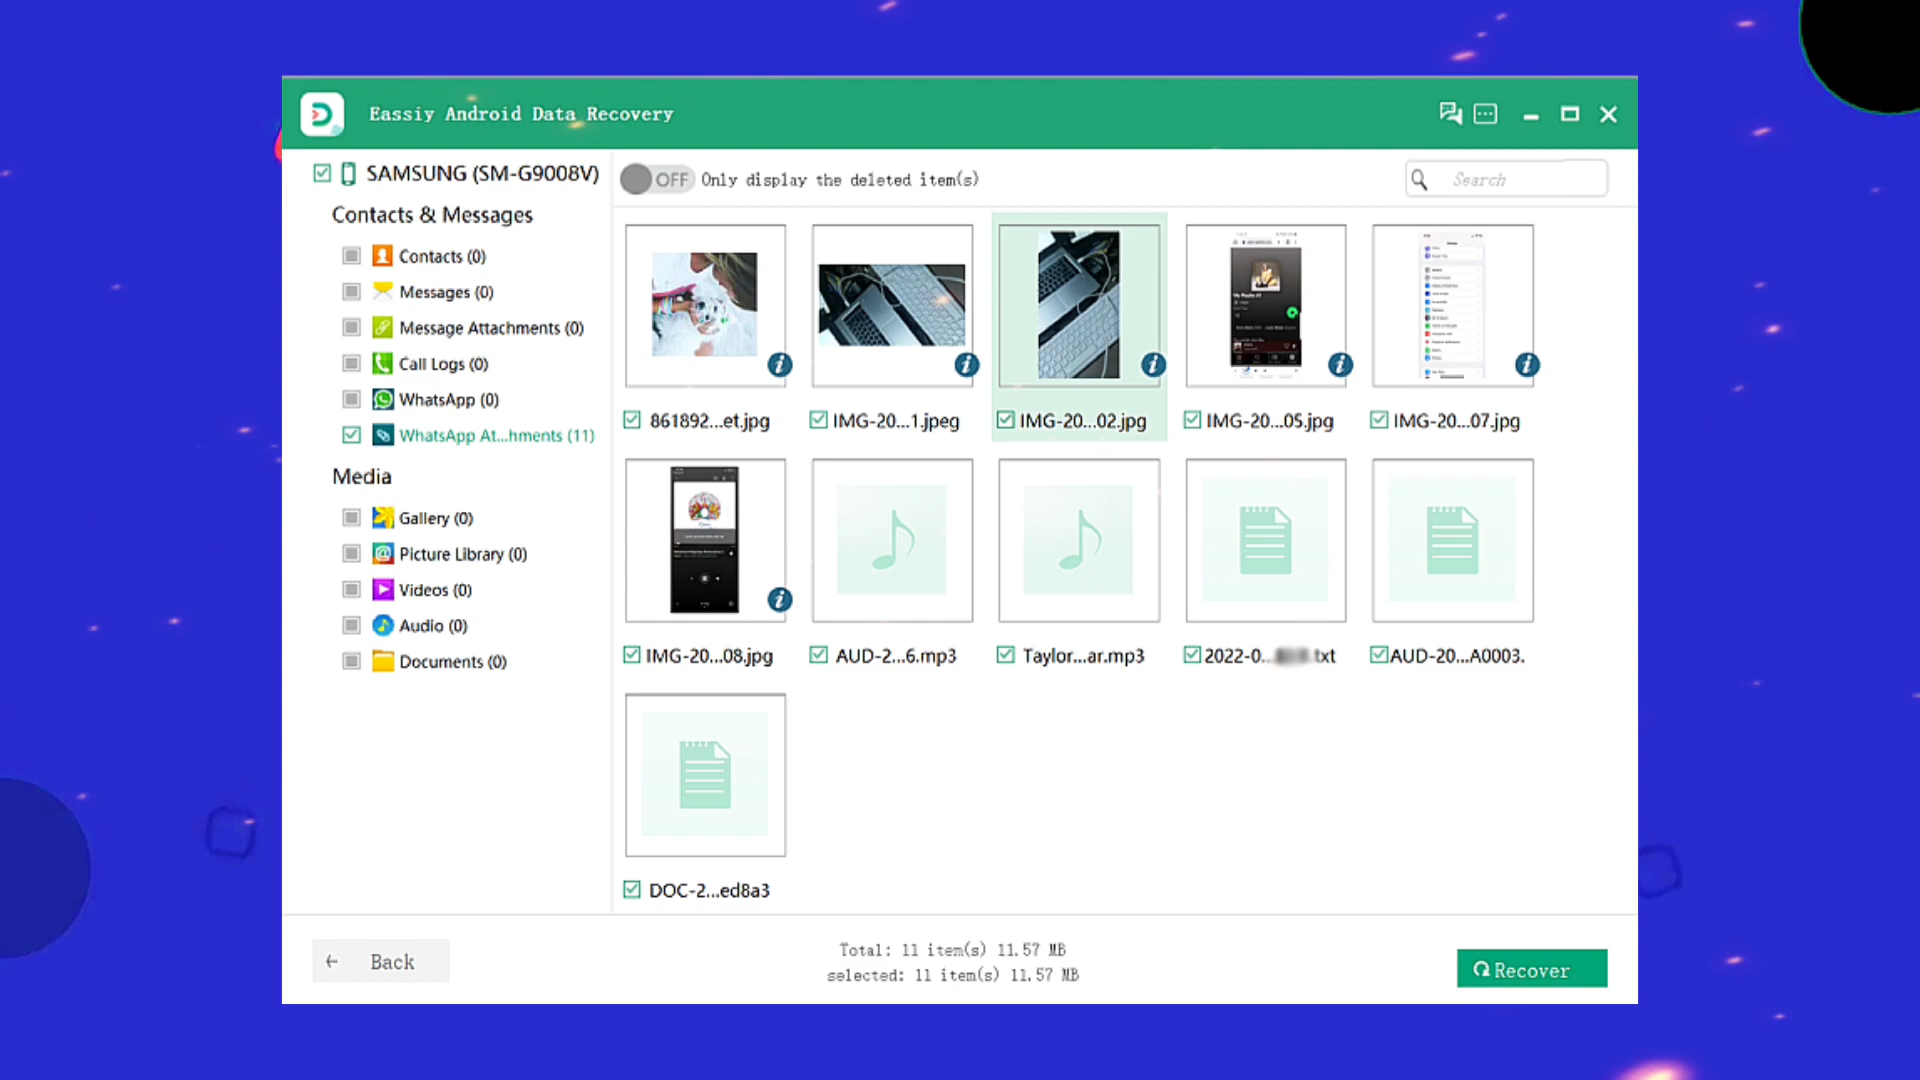 Eassiy Android Data Recovery
SAMSUNG (SM-G9008V)
Contacts & Messages
Contacts (0)
Messages (0)
Message Attachments (0)
Call Logs (0)
WhatsApp (0)
WhatsApp At...hments (11)
Media
Gallery (0)
Picture Library (0)
Videos (0)
Audio (0)
Documents (0)
OFF Only display the deleted item(s)
Search
861892...et.jpg
IMG-20...1.jpeg
IMG-20...02.jpg
IMG-20...05.jpg
IMG-20...07.jpg
IMG-20...08.jpg
AUD-2...6.mp3
Taylor...ar.mp3
2022-0... .txt
AUD-20...A0003.
DOC-2...ed8a3
Back
Total: 11 item(s) 11.57 MB
selected: 11 item(s) 11.57 MB
Recover